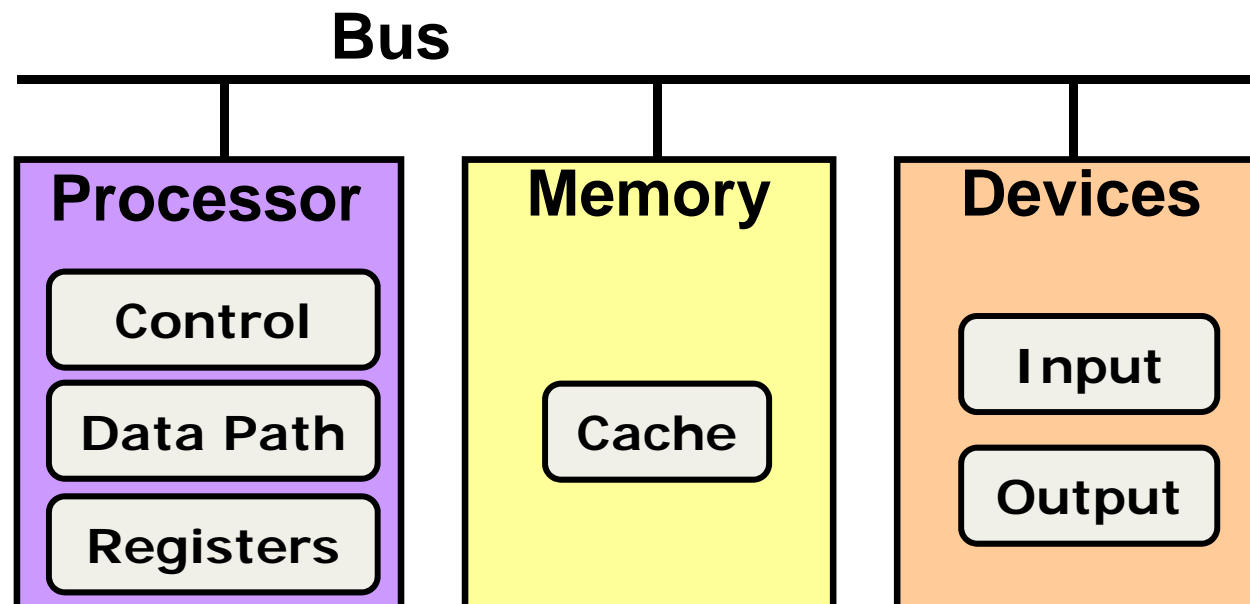 Bus
Processor
Control
Data Path
Registers
Memory
Cache
Devices
Input
Output